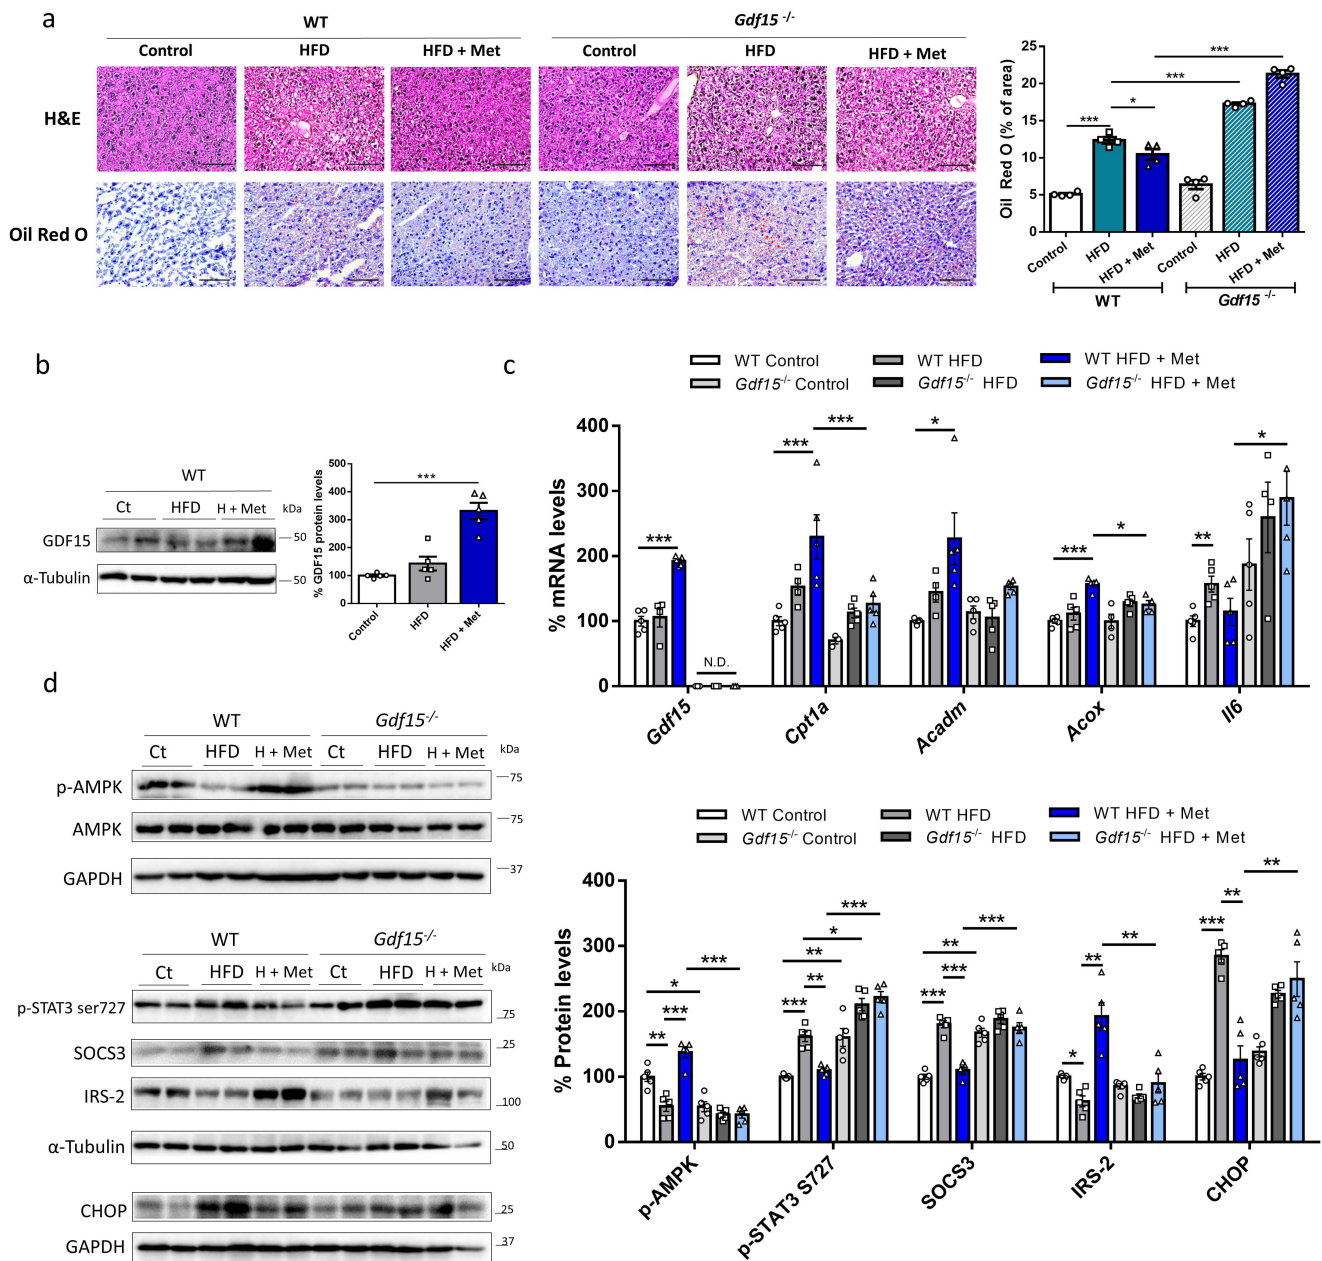 a
WT
Gdf15 -/-
Control HFD HFD + Met Control HFD HFD + Met
H&E
Oil Red O
Oil Red O (% of area)
25
20
15
10
5
0
*** * *** ***
Control HFD HFD + Met Control HFD HFD + Met
WT Gdf15 -/-
b
WT
Ct HFD H + Met kDa
GDF15 50
α-Tubulin 50
% GDF15 protein levels
500
400
300
200
100
0
***
Control HFD HFD + Met
c
WT Control WT HFD WT HFD + Met
Gdf15-/- Control Gdf15-/- HFD Gdf15-/- HFD + Met
% mRNA levels
400
300
200
100
0
*** N.D. *** *** * *** * ** *
Gdf15 Cpt1a Acadm Acox Il6
d
WT Gdf15-/-
Ct HFD H + Met Ct HFD H + Met kDa
p-AMPK 75
AMPK 75
GAPDH 37
WT Gdf15-/-
Ct HFD H + Met Ct HFD H + Met kDa
p-STAT3 ser727 75
SOCS3 25
IRS-2 100
α-Tubulin 50
CHOP 25
GAPDH 37
WT Control WT HFD WT HFD + Met
Gdf15-/- Control Gdf15-/- HFD Gdf15-/- HFD + Met
% Protein levels
400
300
200
100
0
** *** * *** *** ** ** * *** *** *** ** *** * ** ** *** ** **
p-AMPK p-STAT3 S727 SOCS3 IRS-2 CHOP